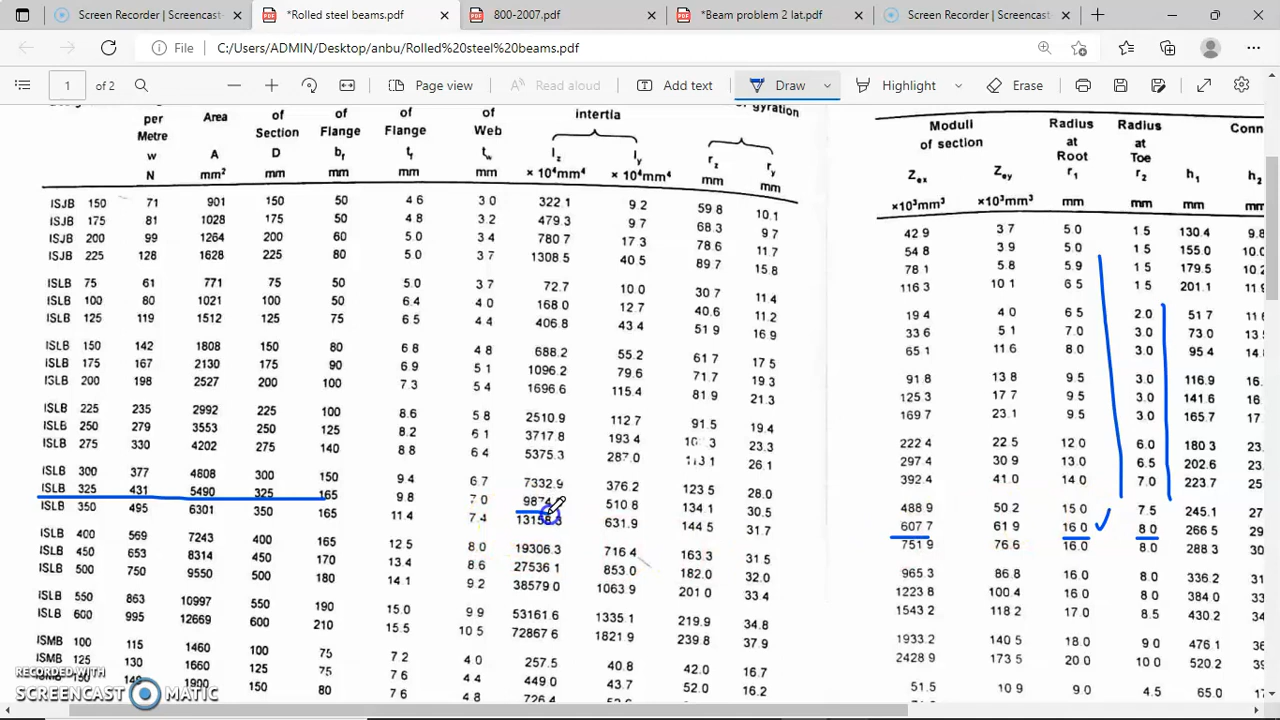 Screen Recorder | Screencast- × *Rolled steel beams.pdf × 800-2007.pdf × *Beam problem 2 lat.pdf × Screen Recorder | Screencast- ×
File C:/Users/ADMIN/Desktop/anbu/Rolled%20steel%20beams.pdf
1 of 2 Page view Read aloud Add text Draw Highlight Erase
per Area of of of of intertia gyration Moduli Radius Radius Conn
Metre Section Flange Flange Web of section at at
w A D bf tf tw Iz Iy rz ry Zex Zey Root r1 Toe r2 h1 h2
N mm² mm mm mm mm × 10⁴mm⁴ × 10⁴mm⁴ mm mm ×10³mm³ ×10³mm³ mm mm mm mm
ISJB 150 71 901 150 50 4 6 3 0 322 1 9 2 59 8 10.1 42 9 3 7 5 0 1 5 130 4 9.8
ISJB 175 81 1028 175 50 4 8 3.2 479.3 9 7 68.3 9 7 54 8 3 9 5 0 1 5 155 0
ISJB 200 99 1264 200 60 5.0 3 4 780 7 17 3 78 6 11 7 78 1 5.8 5.9 1 5 179 5 10.2
ISJB 225 128 1628 225 80 5.0 3 7 1308 5 40 5 89 7 15 8 116 3 10 1 6 5 1 5 201.1
ISLB 75 61 771 75 50 5.0 3 7 72.7 10 0 30 7 11 4 19 4 4 0 6 5 2.0 51 7
ISLB 100 80 1021 100 50 6.4 4 0 168 0 12.7 40.6 11 2 33 6 5 1 7.0 3.0 73 0
ISLB 125 119 1512 125 75 6.5 4 4 406 8 43 4 51 9 16 9 65 1 11 6 8 0 3.0 95 4
ISLB 150 142 1808 150 80 6 8 4 8 688.2 55.2 61 7 17 5 91 8 13 8 9 5 3.0 116 9 16.
ISLB 175 167 2130 175 90 6.9 5 1 1096.2 79 6 71.7 19 3 125 3 17 7 9.5 3.0 141 6 16.
ISLB 200 198 2527 200 100 7.3 5 4 1696 6 115 4 81 9 21 3 169 7 23.1 9.5 3.0 165 7
ISLB 225 235 2992 225 100 8.6 5 8 2510 9 112 7 91.5 19 4 222 4 22 5 12 0 6 0 180 3 23.
ISLB 250 279 3553 250 125 8.2 6 1 3717 8 193 4 23.3 297 4 30 9 13.0 6.5 202.6 23.
ISLB 275 330 4202 275 140 8 8 6 4 5375.3 287.0 26 1 392 4 41 0 14 0 7 0 223 7 25.
ISLB 300 377 4808 300 150 9 4 6.7 7332.9 376 2 123 5 28 0 488 9 50 2 15 0 7.5 245.1 27
ISLB 325 431 5490 325 165 9 8 7 0 510 8 134 1 30 5 607 7 61 9 16 0 8 0 266 5 28.
ISLB 350 495 6301 350 165 11.4 7 4 631.9 144 5 31 7 751 9 76.6 16.0 8.0 288 3 30
ISLB 400 569 7243 400 165 12.5 8 0 19306.3 716 4 163 3 31 5 965.3 86 8 16 0 8 0 336 2
ISLB 450 653 8314 450 170 13.4 8 6 27536 1 853 0 182.0 32 0 1223 8 100 4 16 0 8 0 384 0
ISLB 500 750 9550 500 180 14.1 9 2 38579 0 1063 9 201 0 33 4 1543 2 118 2 17 0 8 5 430 2
ISLB 550 863 10997 550 190 15.0 9 9 53161 6 1335 1 219.9 34 8 1933.2 140 5 18 0 9 0 476 1
ISLB 600 995 12669 600 210 15.5 10 5 72867 6 1821 9 239 8 37 9 2428 9 173 5 20 0 10 0 520.2
ISMB 100 115 1460 100 75 7 2 4 0 257.5 40.8 42 0 16.7 51.5 10 9 9 0 4.5 65 0
ISMB 125 130 1660 125 75 7 6 4 4 449 0 43 7 52 0 16 2
150 1900 150 80 7 6 4 8 726 4
RECORDED WITH
SCREENCAST MATIC